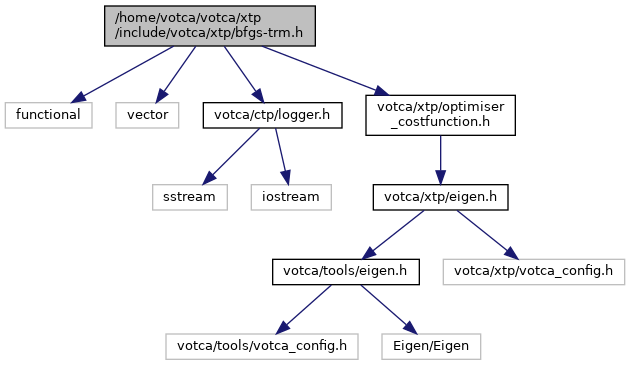 /home/votca/votca/xtp
/include/votca/xtp/bfgs-trm.h
functional
vector
votca/ctp/logger.h
votca/xtp/optimiser
_costfunction.h
sstream
iostream
votca/xtp/eigen.h
votca/tools/eigen.h
votca/xtp/votca_config.h
votca/tools/votca_config.h
Eigen/Eigen